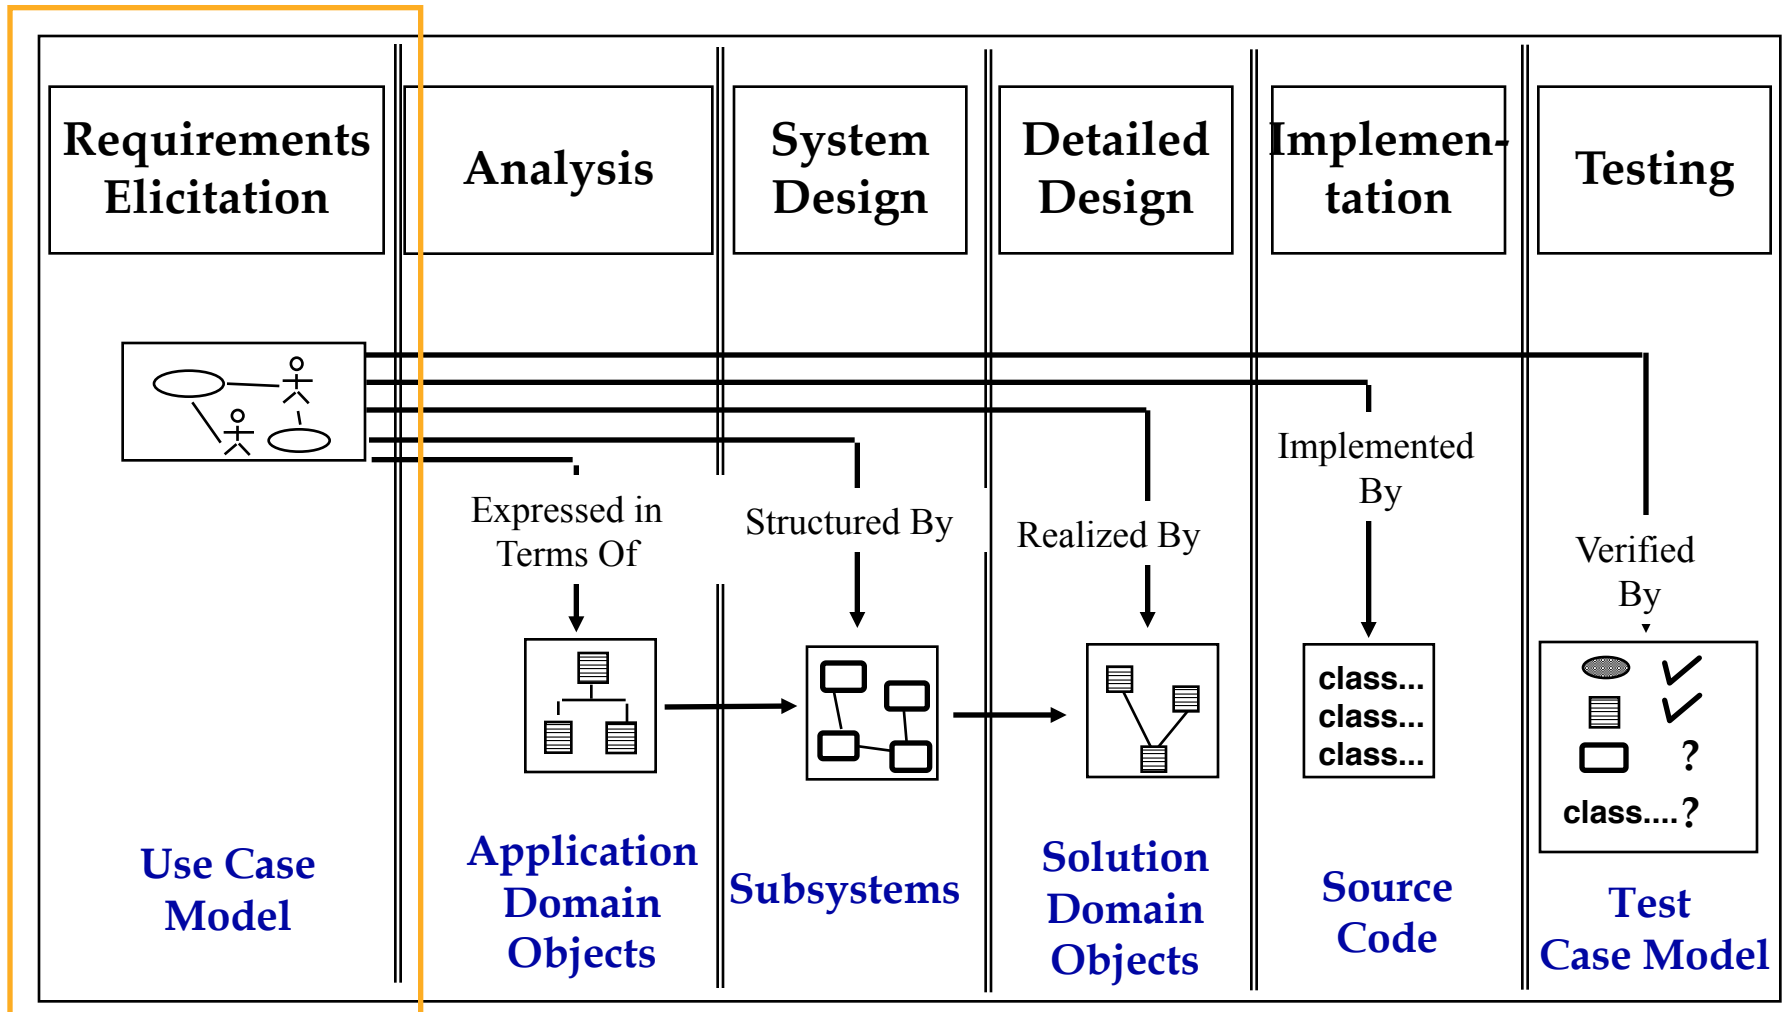 Requirements
Elicitation
Analysis
System
Design
Detailed
Design
Implemen-
tation
Testing
Expressed in
Terms Of
Structured By
Realized By
Implemented
By
Verified
By
class...
class...
class...
?
class....?
Use Case
Model
Application
Domain
Objects
Subsystems
Solution
Domain
Objects
Source
Code
Test
Case Model